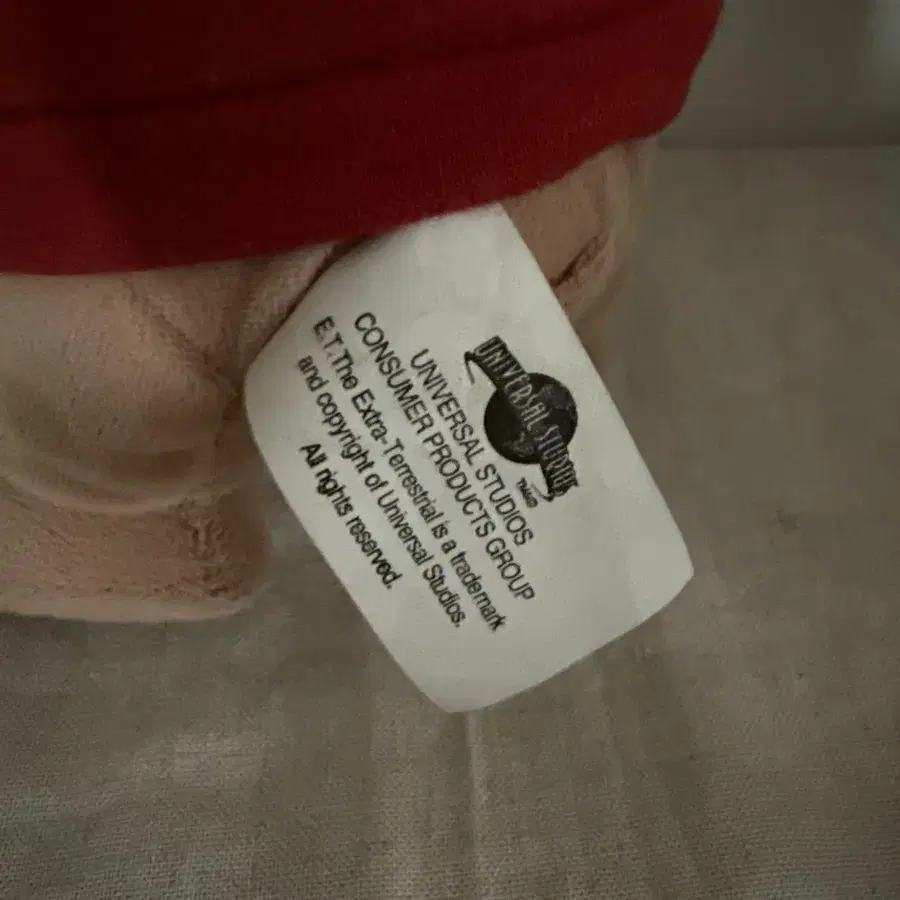 UNIVERSAL STUDIOS
UNIVERSAL STUDIOS
CONSUMER PRODUCTS GROUP
E.T.The Extra-Terrestrial is a trademark
and copyright of Universal Studios.
All rights reserved.